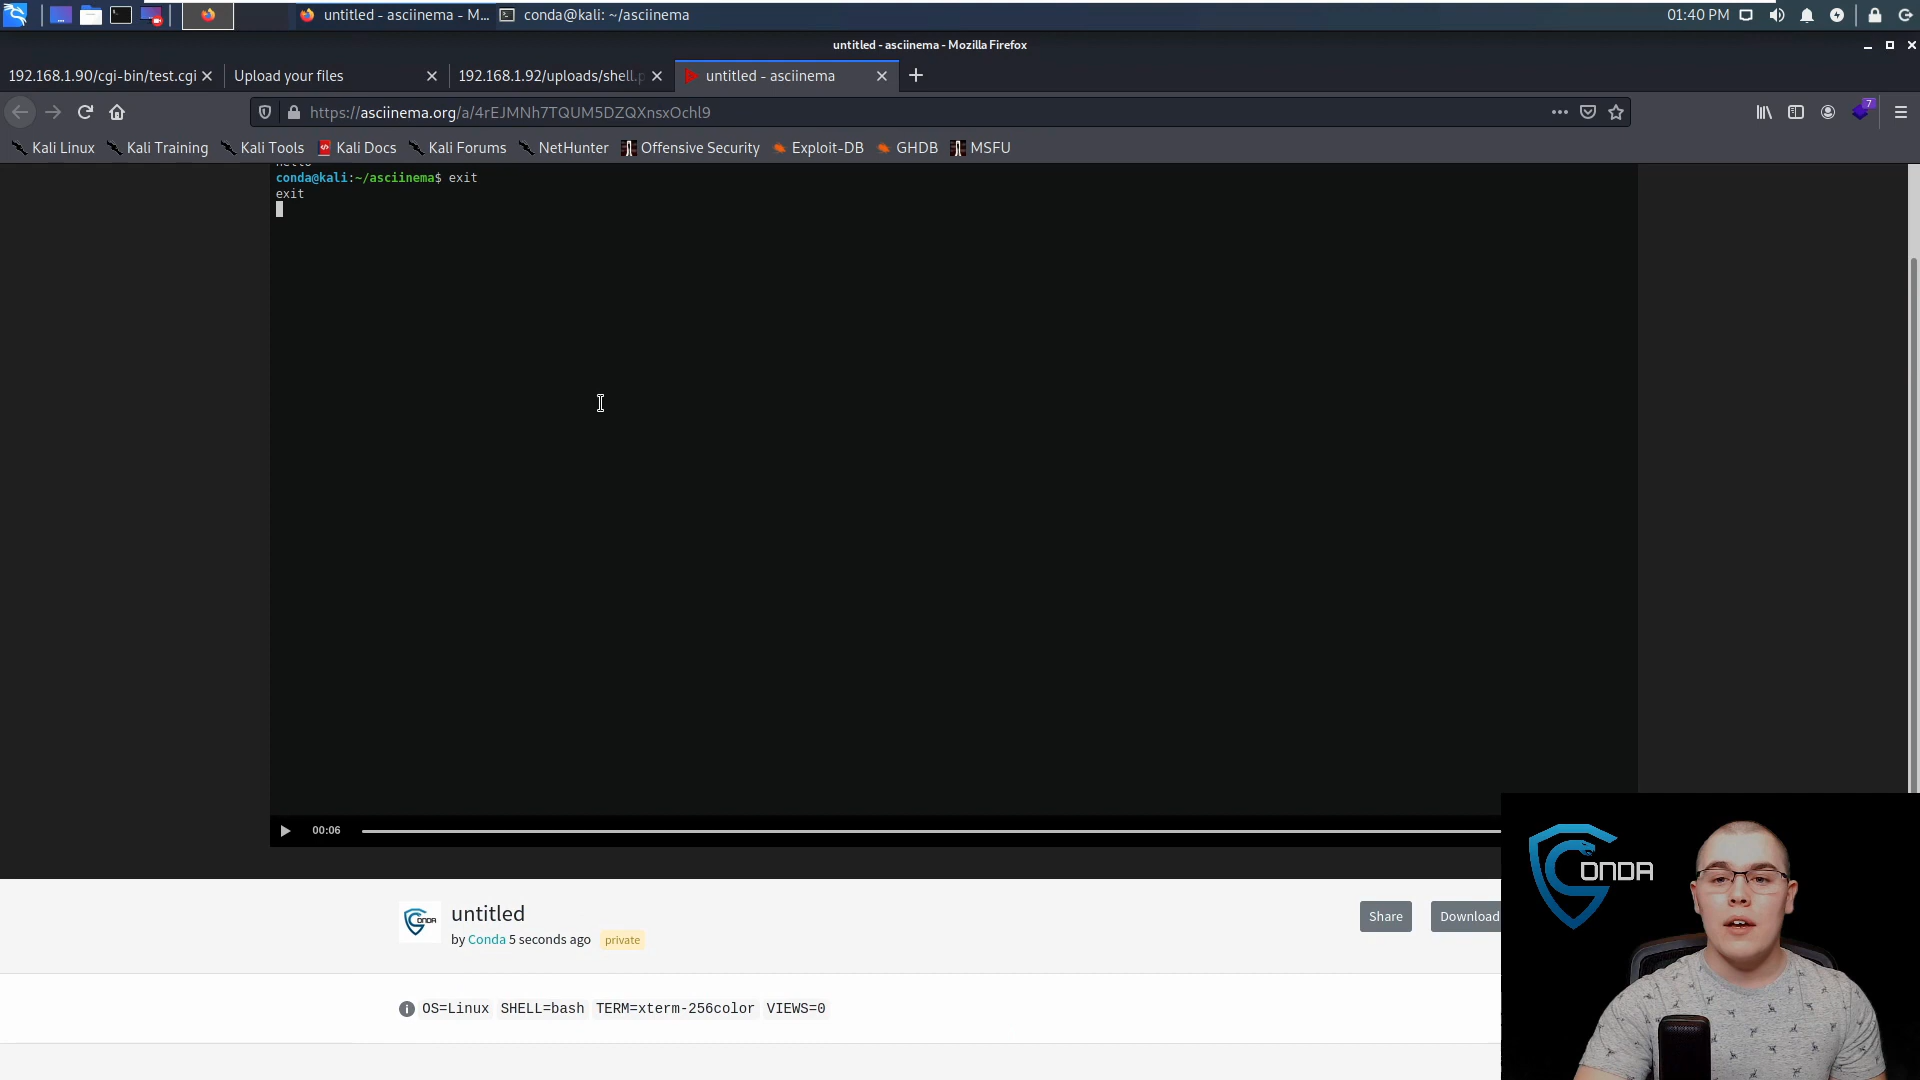 untitled - asciinema - M...
conda@kali: ~/asciinema
01:40 PM
untitled - asciinema - Mozilla Firefox
192.168.1.90/cgi-bin/test.cgi
Upload your files
192.168.1.92/uploads/shell.p
untitled - asciinema
https://asciinema.org/a/4rEJMNh7TQUM5DZQXnsxOchl9
7
Kali Linux
Kali Training
Kali Tools
Kali Docs
Kali Forums
NetHunter
Offensive Security
Exploit-DB
GHDB
MSFU
conda@kali:~/asciinema$ exit
exit
00:06
untitled
by Conda 5 seconds ago private
Share
Download
OS=Linux SHELL=bash TERM=xterm-256color VIEWS=0
CONDA
CONDA